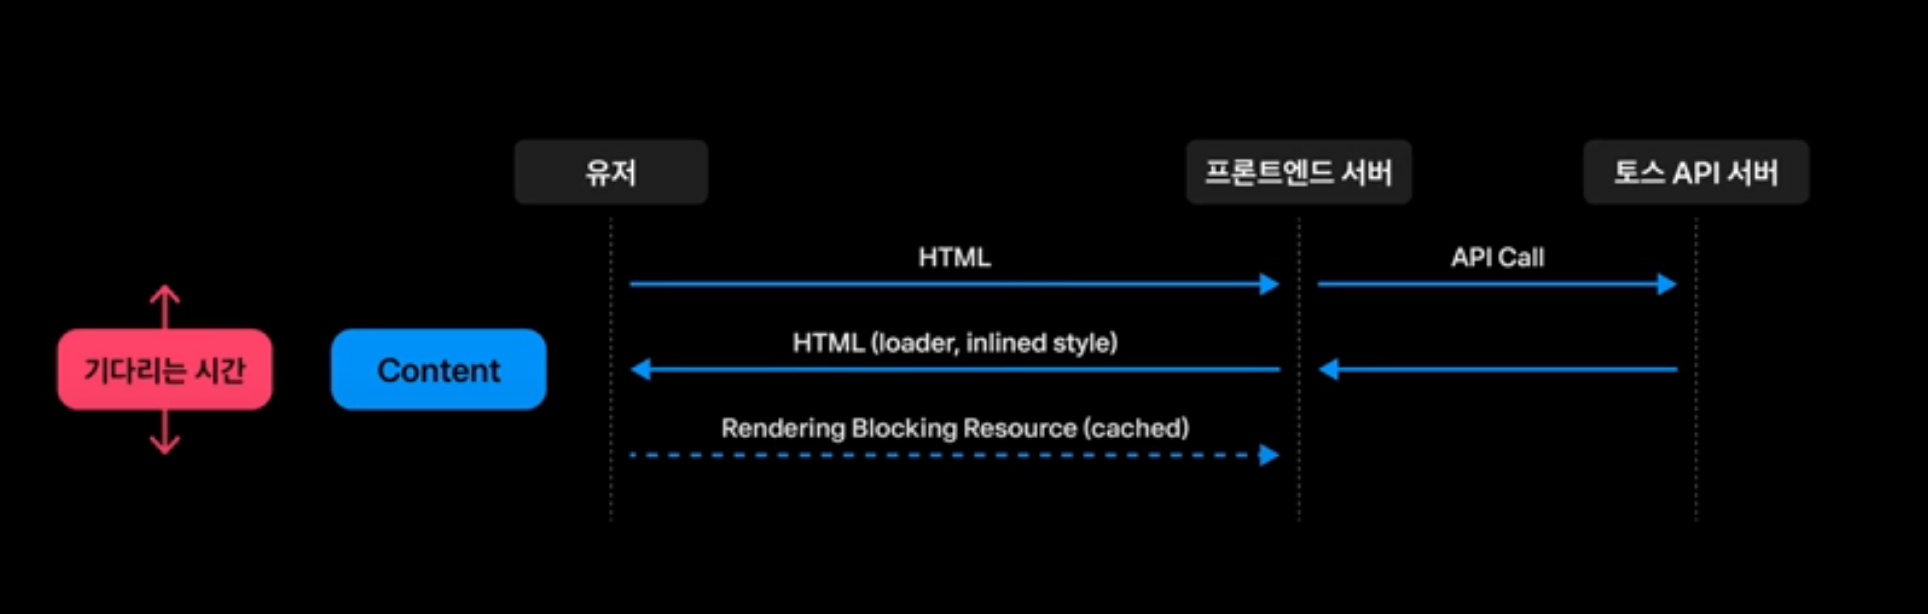 유저
프론트엔드 서버
토스 API 서버
HTML
API Call
HTML (loader, inlined style)
기다리는 시간
Content
Rendering Blocking Resource (cached)